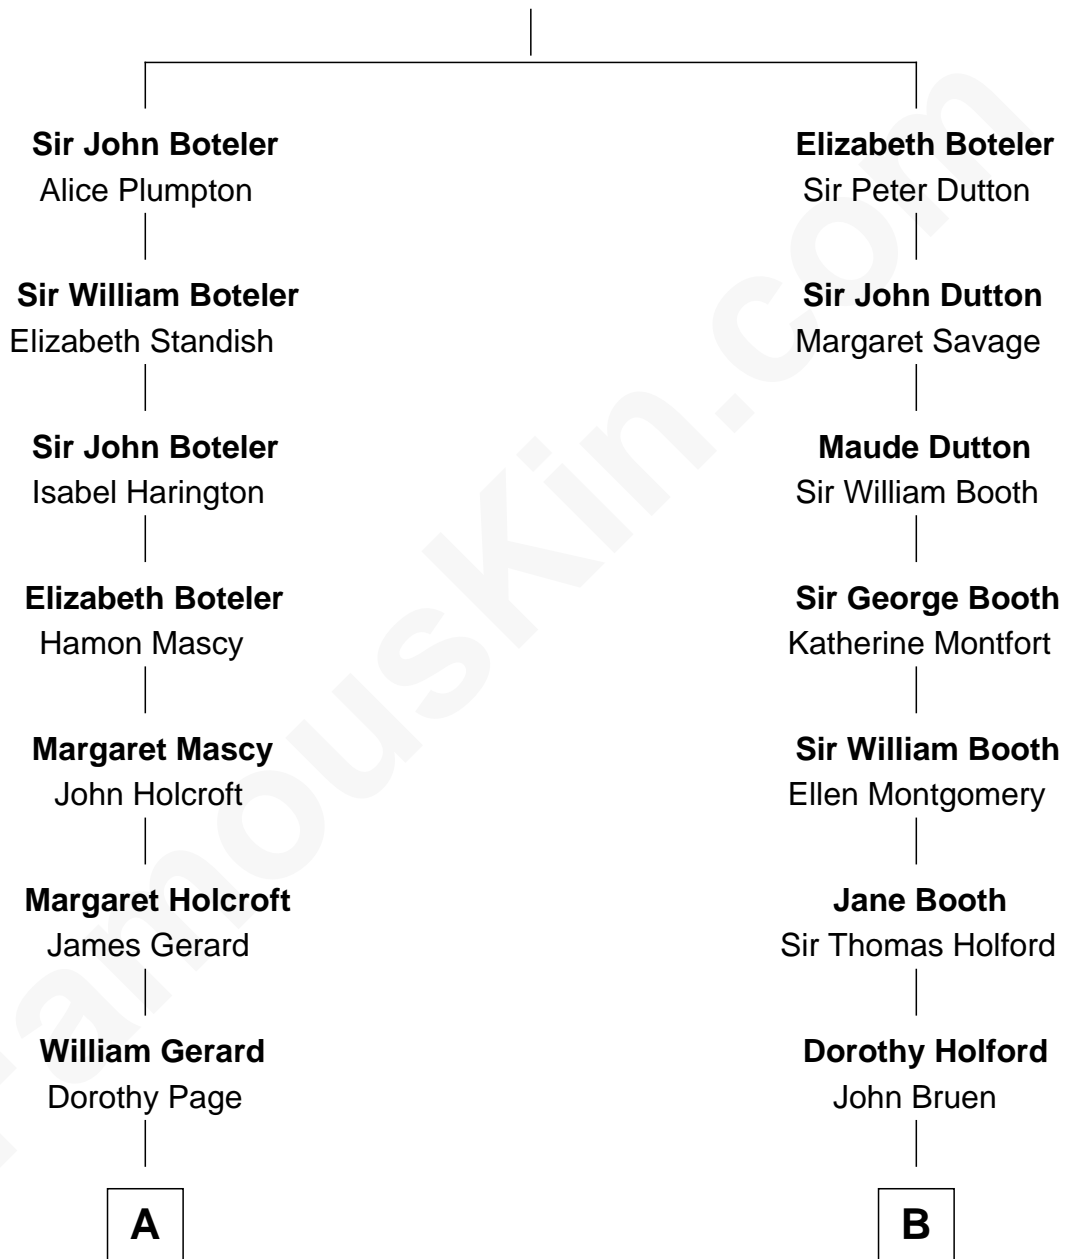 Sir John Boteler
Alice Plumpton
Elizabeth Boteler
Sir Peter Dutton
Sir William Boteler
Elizabeth Standish
Sir John Dutton
Margaret Savage
Sir John Boteler
Isabel Harington
Maude Dutton
Sir William Booth
Elizabeth Boteler
Hamon Mascy
Sir George Booth
Katherine Montfort
Margaret Mascy
John Holcroft
Sir William Booth
Ellen Montgomery
Margaret Holcroft
James Gerard
Jane Booth
Sir Thomas Holford
William Gerard
Dorothy Page
Dorothy Holford
John Bruen
A
B
FamousKin.com